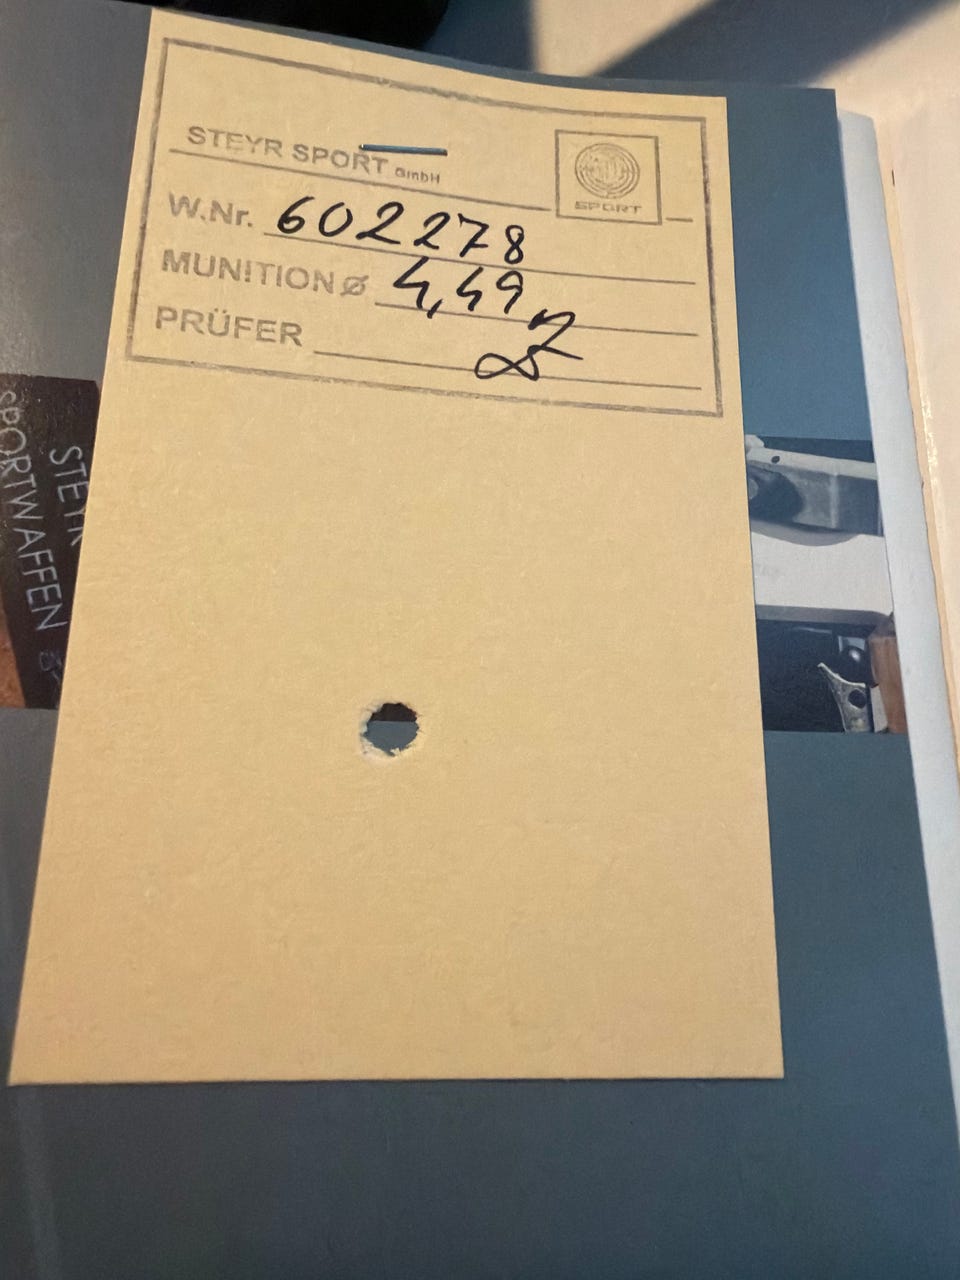 STEYR SPORT GmbH
SPORT
W.Nr. 602278
MUNITION Ø 4,49
PRÜFER
STEYR
SPORTWAFFEN